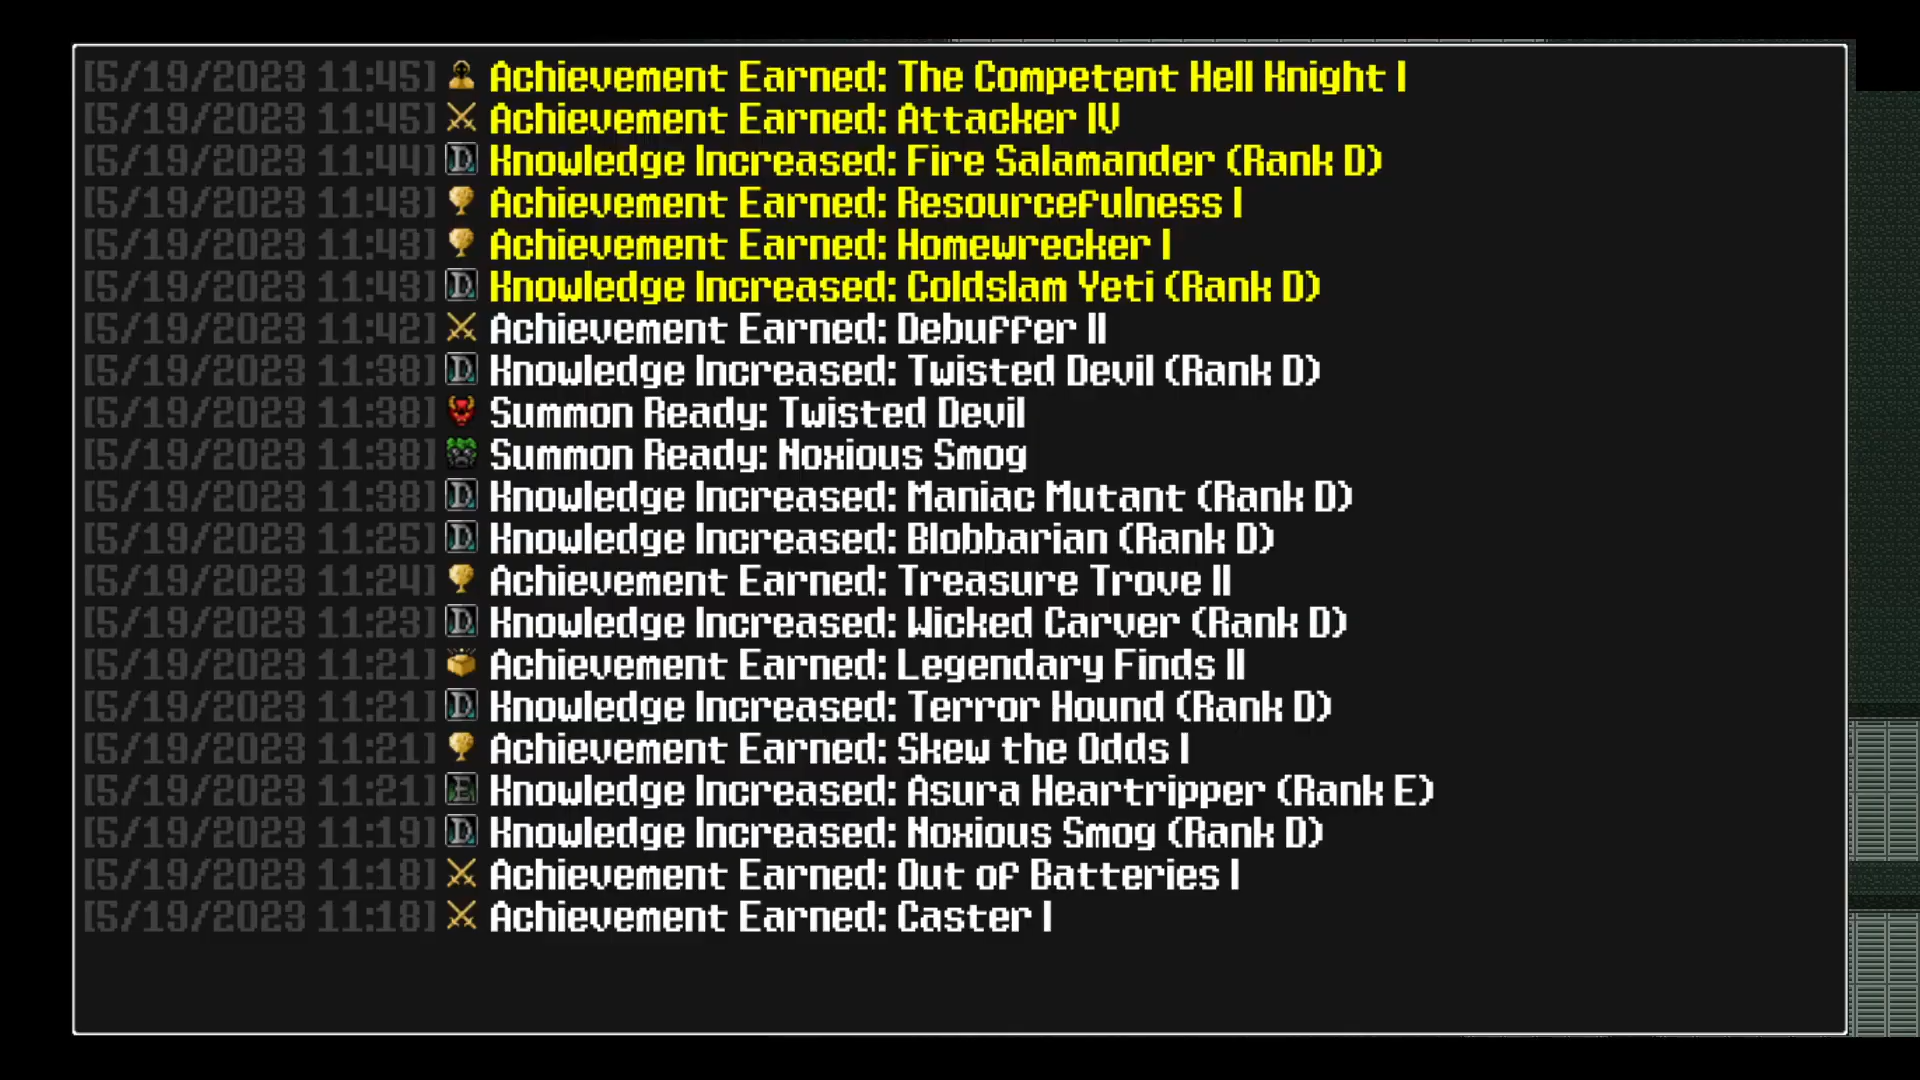 [5/19/2023 11:45] Achievement Earned: The Competent Hell Knight I
[5/19/2023 11:45] Achievement Earned: Attacker IV
[5/19/2023 11:44] D Knowledge Increased: Fire Salamander (Rank D)
[5/19/2023 11:43] Achievement Earned: Resourcefulness I
[5/19/2023 11:43] Achievement Earned: Homewrecker I
[5/19/2023 11:43] D Knowledge Increased: Coldslam Yeti (Rank D)
[5/19/2023 11:42] Achievement Earned: Debuffer II
[5/19/2023 11:38] D Knowledge Increased: Twisted Devil (Rank D)
[5/19/2023 11:38] Summon Ready: Twisted Devil
[5/19/2023 11:38] Summon Ready: Noxious Smog
[5/19/2023 11:38] D Knowledge Increased: Maniac Mutant (Rank D)
[5/19/2023 11:25] D Knowledge Increased: Blobbarian (Rank D)
[5/19/2023 11:24] Achievement Earned: Treasure Trove II
[5/19/2023 11:23] D Knowledge Increased: Wicked Carver (Rank D)
[5/19/2023 11:21] Achievement Earned: Legendary Finds II
[5/19/2023 11:21] D Knowledge Increased: Terror Hound (Rank D)
[5/19/2023 11:21] Achievement Earned: Skew the Odds I
[5/19/2023 11:21] E Knowledge Increased: Asura Heartripper (Rank E)
[5/19/2023 11:19] D Knowledge Increased: Noxious Smog (Rank D)
[5/19/2023 11:18] Achievement Earned: Out of Batteries I
[5/19/2023 11:18] Achievement Earned: Caster I